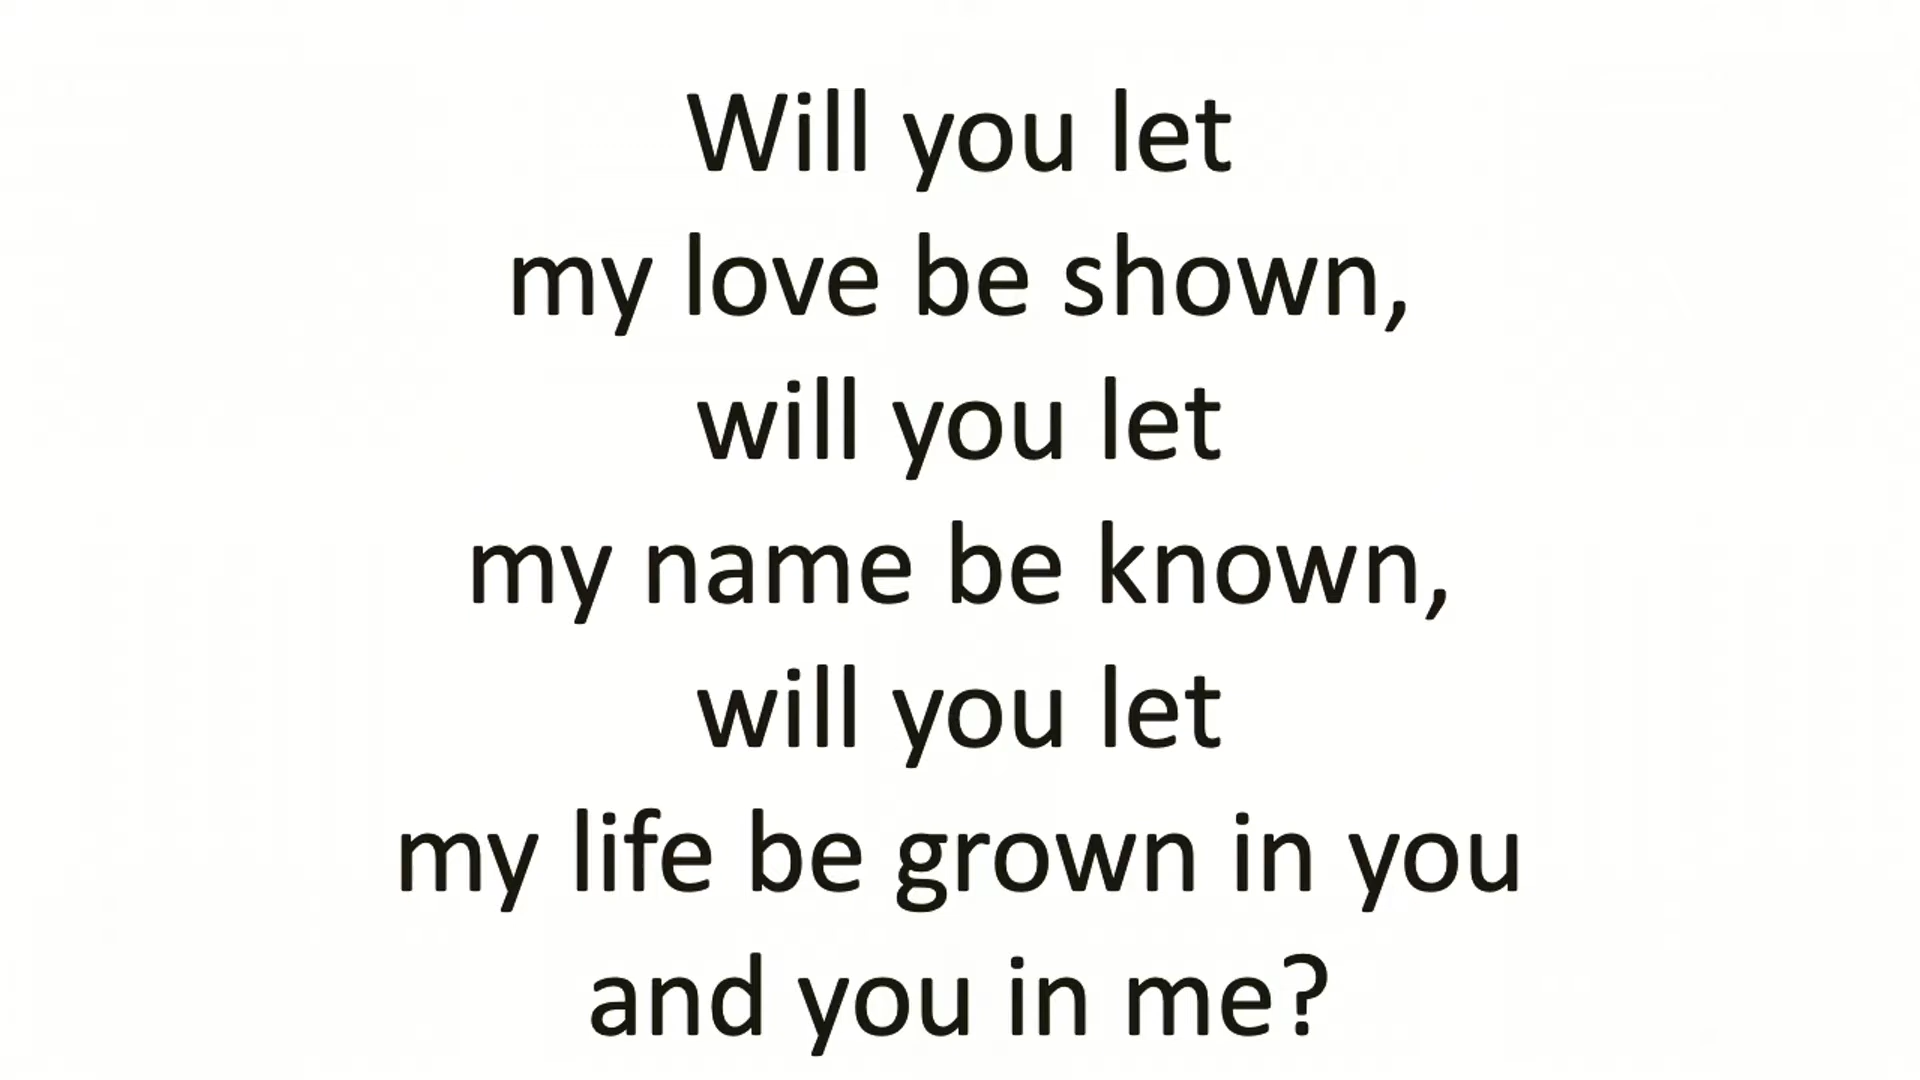 Will you let
my love be shown,
will you let
my name be known,
will you let
my life be grown in you
and you in me?